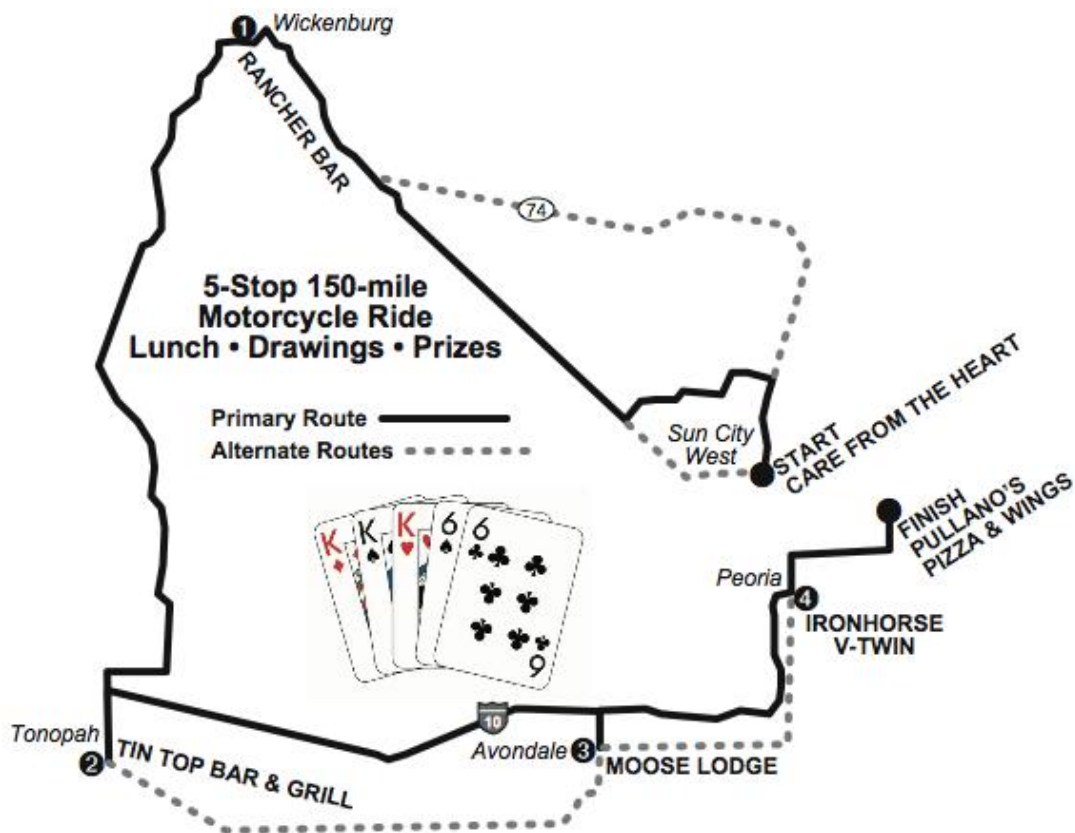 1 Wickenburg
RANCHER BAR
74
5-Stop 150-mile
Motorcycle Ride
Lunch • Drawings • Prizes
Primary Route
Alternate Routes
Sun City
West
START
CARE FROM THE HEART
FINISH
PULLANO'S
PIZZA & WINGS
K
K
K
6
6
6
Peoria
4
IRONHORSE
V-TWIN
10
Tonopah
2
TIN TOP BAR & GRILL
Avondale 3
MOOSE LODGE